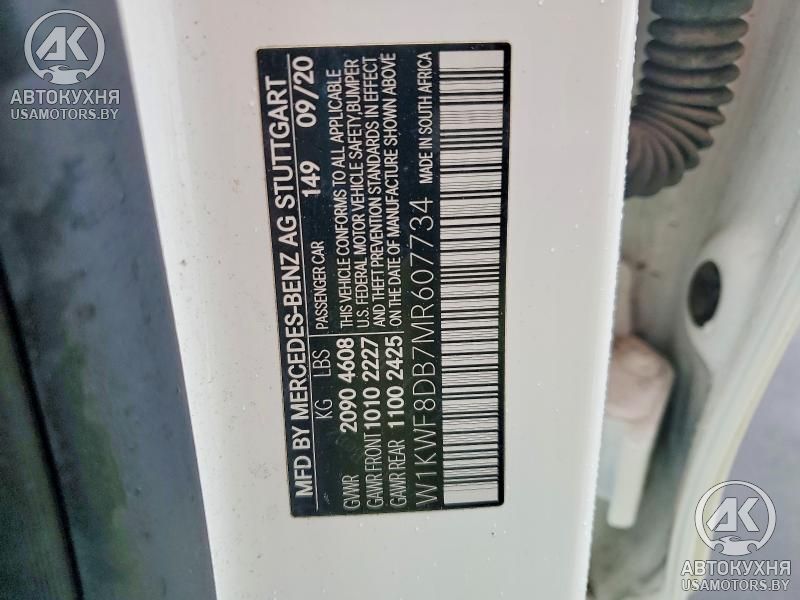 AK
АВТОКУХНЯ
USAMOTORS.BY
MFD BY MERCEDES-BENZ AG STUTTGART
KG LBS PASSENGER CAR 149 09/20
GVWR 2090 4608 THIS VEHICLE CONFORMS TO ALL APPLICABLE
GAWR FRONT 1010 2227 U.S. FEDERAL MOTOR VEHICLE SAFETY,BUMPER
GAWR REAR 1100 2425 AND THEFT PREVENTION STANDARDS IN EFFECT
ON THE DATE OF MANUFACTURE SHOWN ABOVE
W1KWF8DB7MR607734 MADE IN SOUTH AFRICA
AK
АВТОКУХНЯ
USAMOTORS.BY